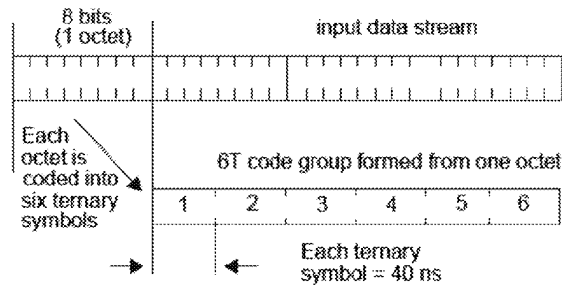 8 bits
(1 octet)
input data stream
Each
octet is
coded into
six ternary
symbols
6T code group formed from one octet
1 2 3 4 5 6
Each ternary
symbol = 40 ns